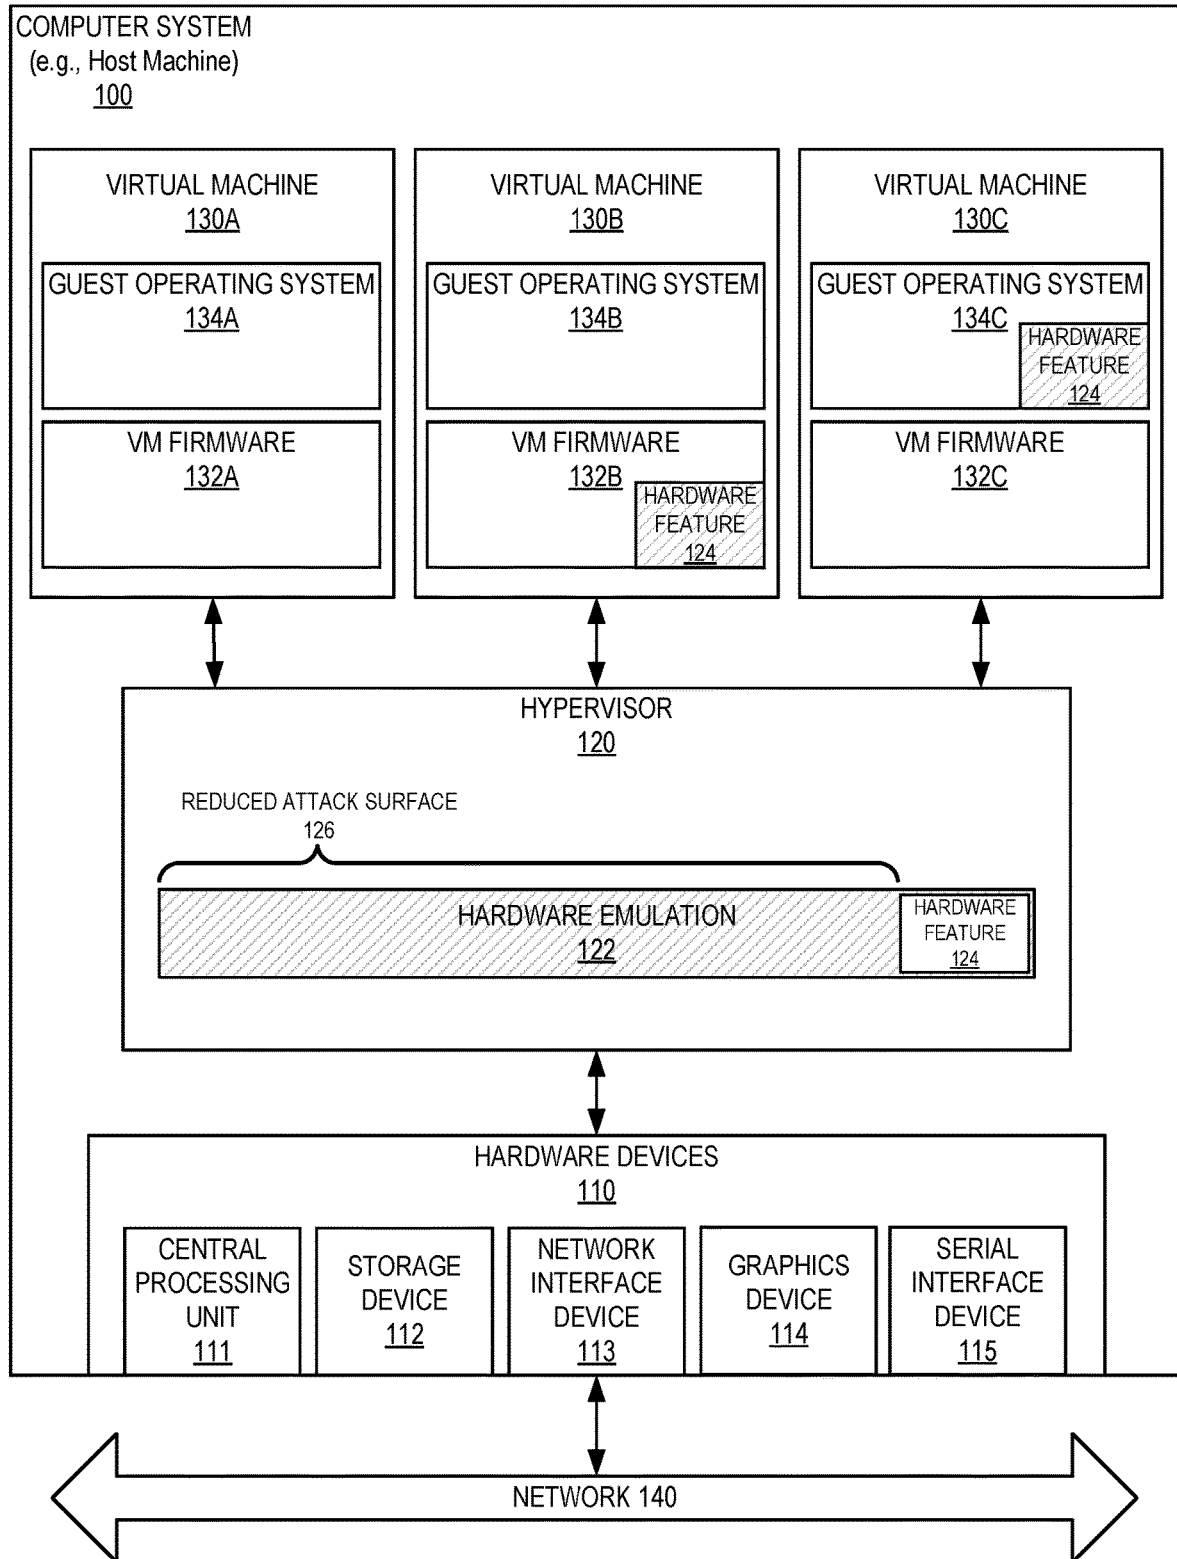 COMPUTER SYSTEM
(e.g., Host Machine)
100
VIRTUAL MACHINE
130A
GUEST OPERATING SYSTEM
134A
VM FIRMWARE
132A
VIRTUAL MACHINE
130B
GUEST OPERATING SYSTEM
134B
VM FIRMWARE
132B
HARDWARE
FEATURE
124
VIRTUAL MACHINE
130C
GUEST OPERATING SYSTEM
134C
HARDWARE
FEATURE
124
VM FIRMWARE
132C
HYPERVISOR
120
REDUCED ATTACK SURFACE
126
HARDWARE EMULATION
122
HARDWARE
FEATURE
124
HARDWARE DEVICES
110
CENTRAL
PROCESSING
UNIT
111
STORAGE
DEVICE
112
NETWORK
INTERFACE
DEVICE
113
GRAPHICS
DEVICE
114
SERIAL
INTERFACE
DEVICE
115
NETWORK 140